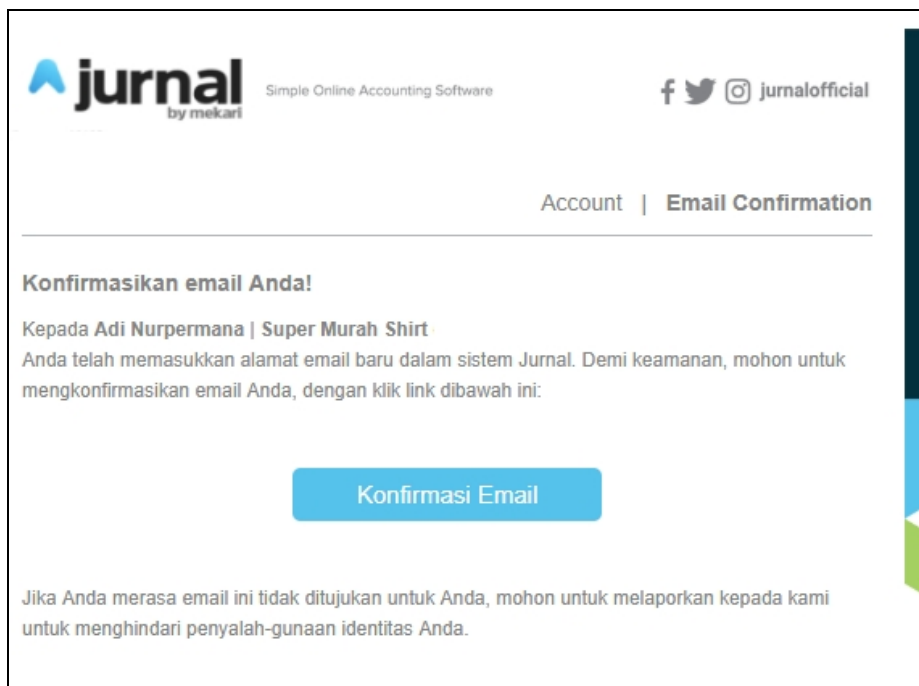 jurnal
by mekari
Simple Online Accounting Software
jurnalofficial
Account | Email Confirmation
Konfirmasikan email Anda!
Kepada Adi Nurpermana | Super Murah Shirt
Anda telah memasukkan alamat email baru dalam sistem Jurnal. Demi keamanan, mohon untuk
mengkonfirmasikan email Anda, dengan klik link dibawah ini:
Konfirmasi Email
Jika Anda merasa email ini tidak ditujukan untuk Anda, mohon untuk melaporkan kepada kami
untuk menghindari penyalah-gunaan identitas Anda.